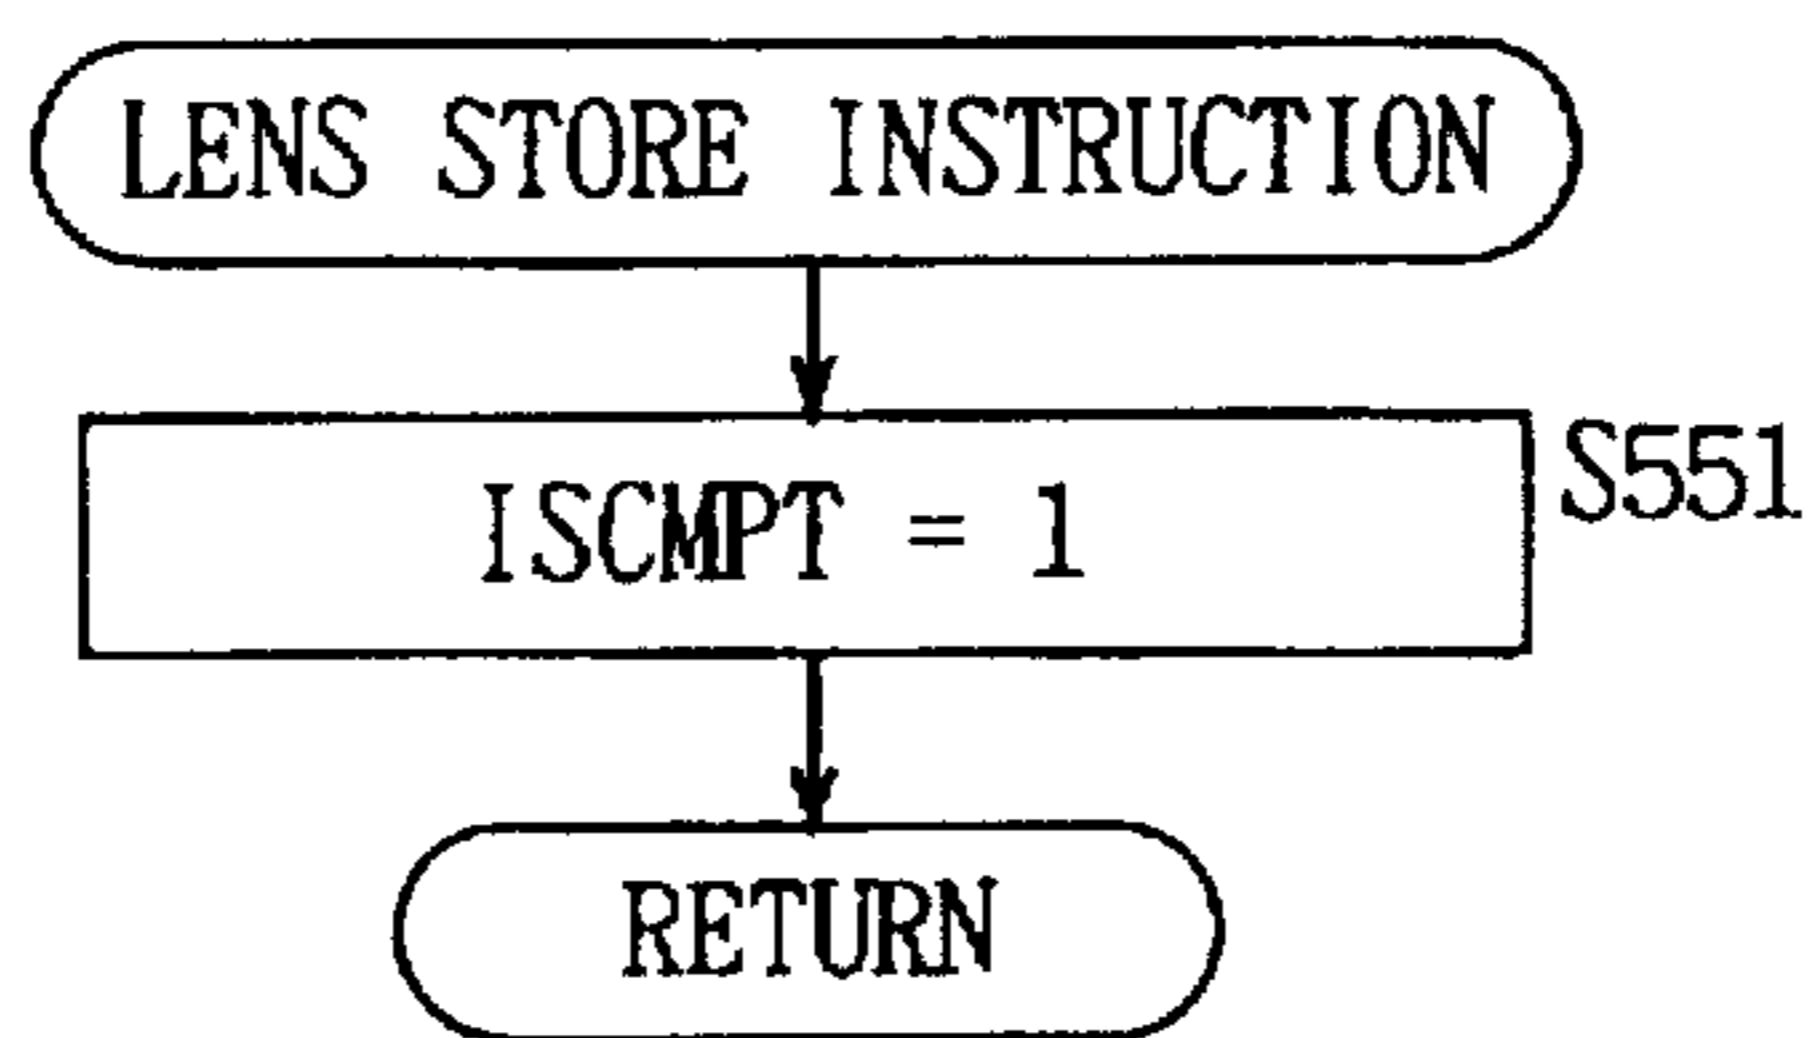 LENS STORE INSTRUCTION
ISCMPT = 1
S551
RETURN